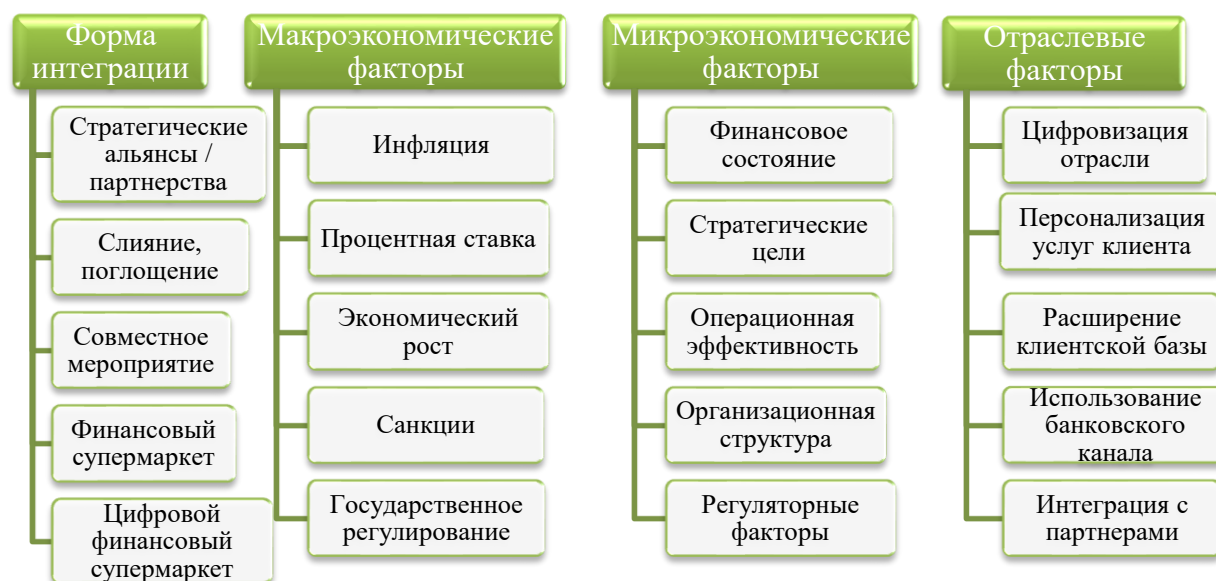 Форма
интеграции
Стратегические
альянсы /
партнерства
Слияние,
поглощение
Совместное
мероприятие
Финансовый
супермаркет
Цифровой
финансовый
супермаркет
Макроэкономические
факторы
Инфляция
Процентная ставка
Экономический
рост
Санкции
Государственное
регулирование
Микроэкономические
факторы
Финансовое
состояние
Стратегические
цели
Операционная
эффективность
Организационная
структура
Регуляторные
факторы
Отраслевые
факторы
Цифровизация
отрасли
Персонализация
услуг клиента
Расширение
клиентской базы
Использование
банковского
канала
Интеграция с
партнерами